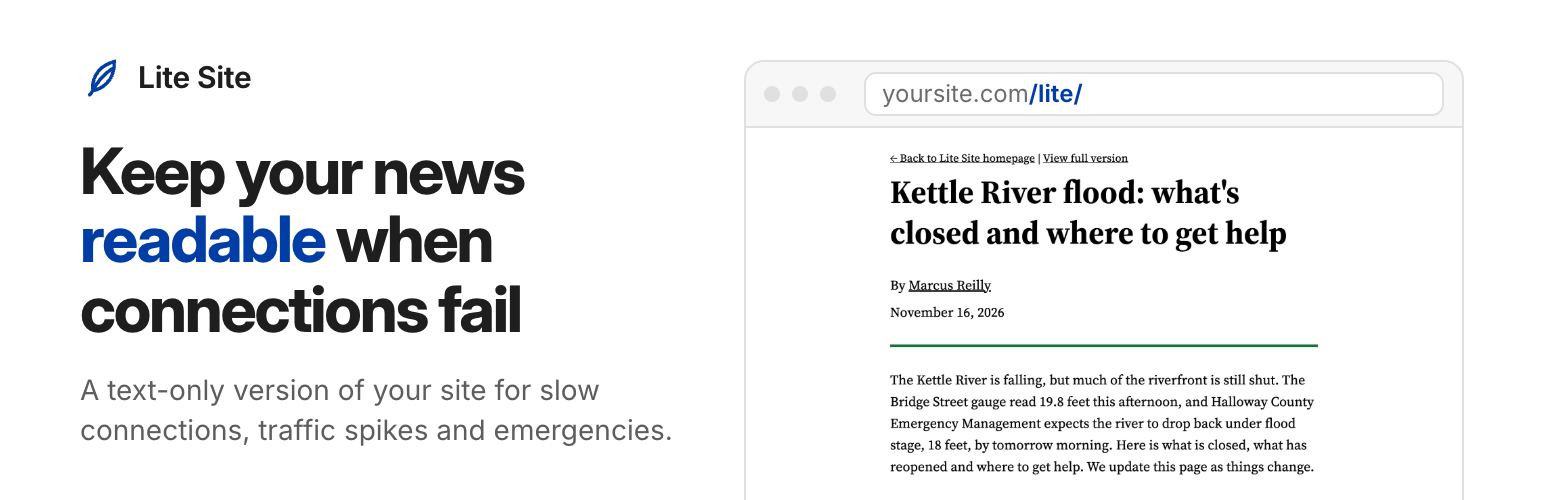 Lite Site
Keep your news
readable when
connections fail
A text-only version of your site for slow
connections, traffic spikes and emergencies.
yoursite.com/lite/
← Back to Lite Site homepage | View full version
Kettle River flood: what's
closed and where to get help
By Marcus Reilly
November 16, 2026
The Kettle River is falling, but much of the riverfront is still shut. The
Bridge Street gauge read 19.8 feet this afternoon, and Halloway County
Emergency Management expects the river to drop back under flood
stage, 18 feet, by tomorrow morning. Here is what is closed, what has
reopened and where to get help. We update this page as things change.